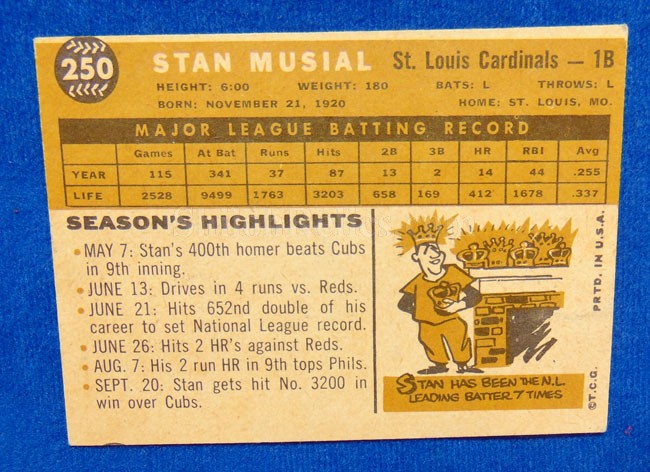 250
STAN MUSIAL St. Louis Cardinals — 1B
HEIGHT: 6:00 WEIGHT: 180 BATS: L THROWS: L
BORN: NOVEMBER 21, 1920 HOME: ST. LOUIS, MO.
MAJOR LEAGUE BATTING RECORD
Games At Bat Runs Hits 2B 3B HR RBI Avg
YEAR 115 341 37 87 13 2 14 44 .255
LIFE 2528 9499 1763 3203 658 169 412 1678 .337
SEASON'S HIGHLIGHTS
• MAY 7: Stan's 400th homer beats Cubs
in 9th inning.
• JUNE 13: Drives in 4 runs vs. Reds.
• JUNE 21: Hits 652nd double of his
career to set National League record.
• JUNE 26: Hits 2 HR's against Reds.
• AUG. 7: His 2 run HR in 9th tops Phils.
• SEPT. 20: Stan gets hit No. 3200 in
win over Cubs.
STAN HAS BEEN THE N.L.
LEADING BATTER 7 TIMES
©T.C.G. PRTD. IN U.S.A.